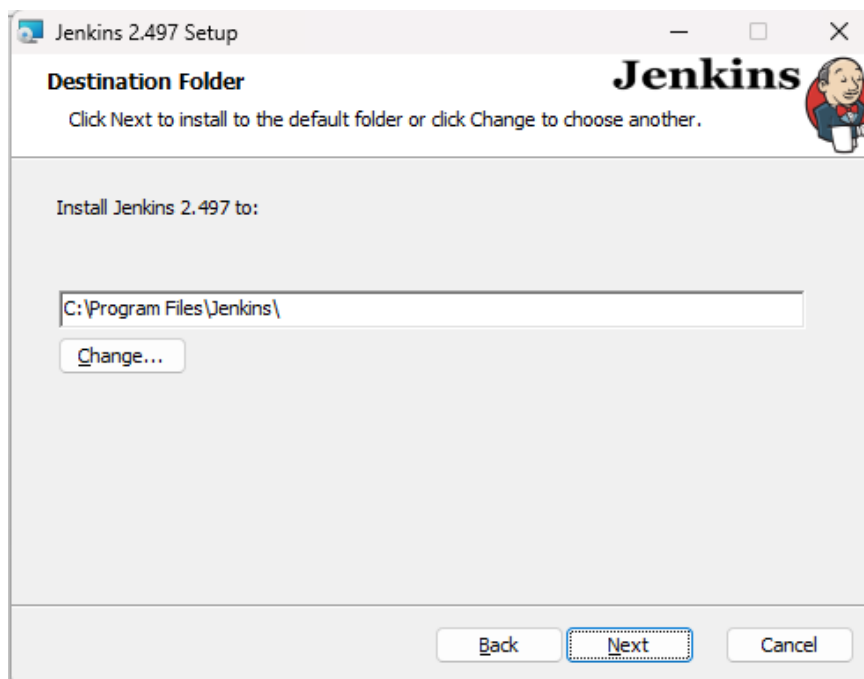 Jenkins 2.497 Setup
Destination Folder
Jenkins
Click Next to install to the default folder or click Change to choose another.
Install Jenkins 2.497 to:
C:\Program Files\Jenkins\
Change...
Back
Next
Cancel